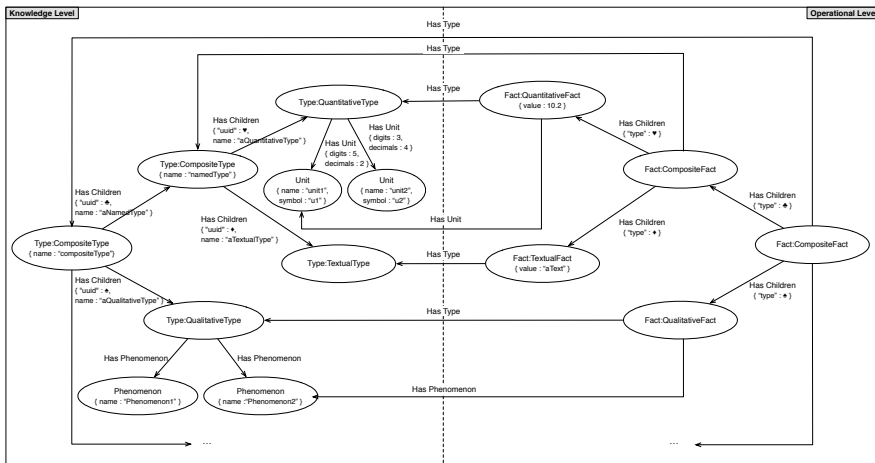 Knowledge Level
Operational Level
Has Type
Has Type
Type:QuantitativeType
Has Type
Fact:QuantitativeFact
{ value : 10.2 }
Has Children
{ "uuid" : ♥,
name : "aQuantitativeType" }
Has Unit
{ digits : 3,
decimals : 4 }
Has Unit
{ digits : 5,
decimals : 2 }
Has Children
{ "type" : ♥ }
Type:CompositeType
{ name : "namedType" }
Fact:CompositeFact
Unit
{ name : "unit1",
symbol : "u1" }
Unit
{ name : "unit2",
symbol : "u2" }
Has Children
{ "uuid" : ♣,
name : "aNamedType" }
Has Unit
Has Children
{ "type" : ♣ }
Has Children
{ "uuid" : ♦,
name : "aTextualType" }
Has Children
{ "type" : ♦ }
Type:CompositeType
{ name : "compositeType"}
Fact:CompositeFact
Type:TextualType
Has Type
Fact:TextualFact
{ value : "aText" }
Has Children
{ "uuid" : ♠,
name : "aQualitativeType" }
Has Children
{ "type" : ♠ }
Type:QualitativeType
Has Type
Fact:QualitativeFact
Has Phenomenon
Has Phenomenon
Phenomenon
{ name : "Phenomenon1" }
Phenomenon
{ name :"Phenomenon2" }
Has Phenomenon
...
...